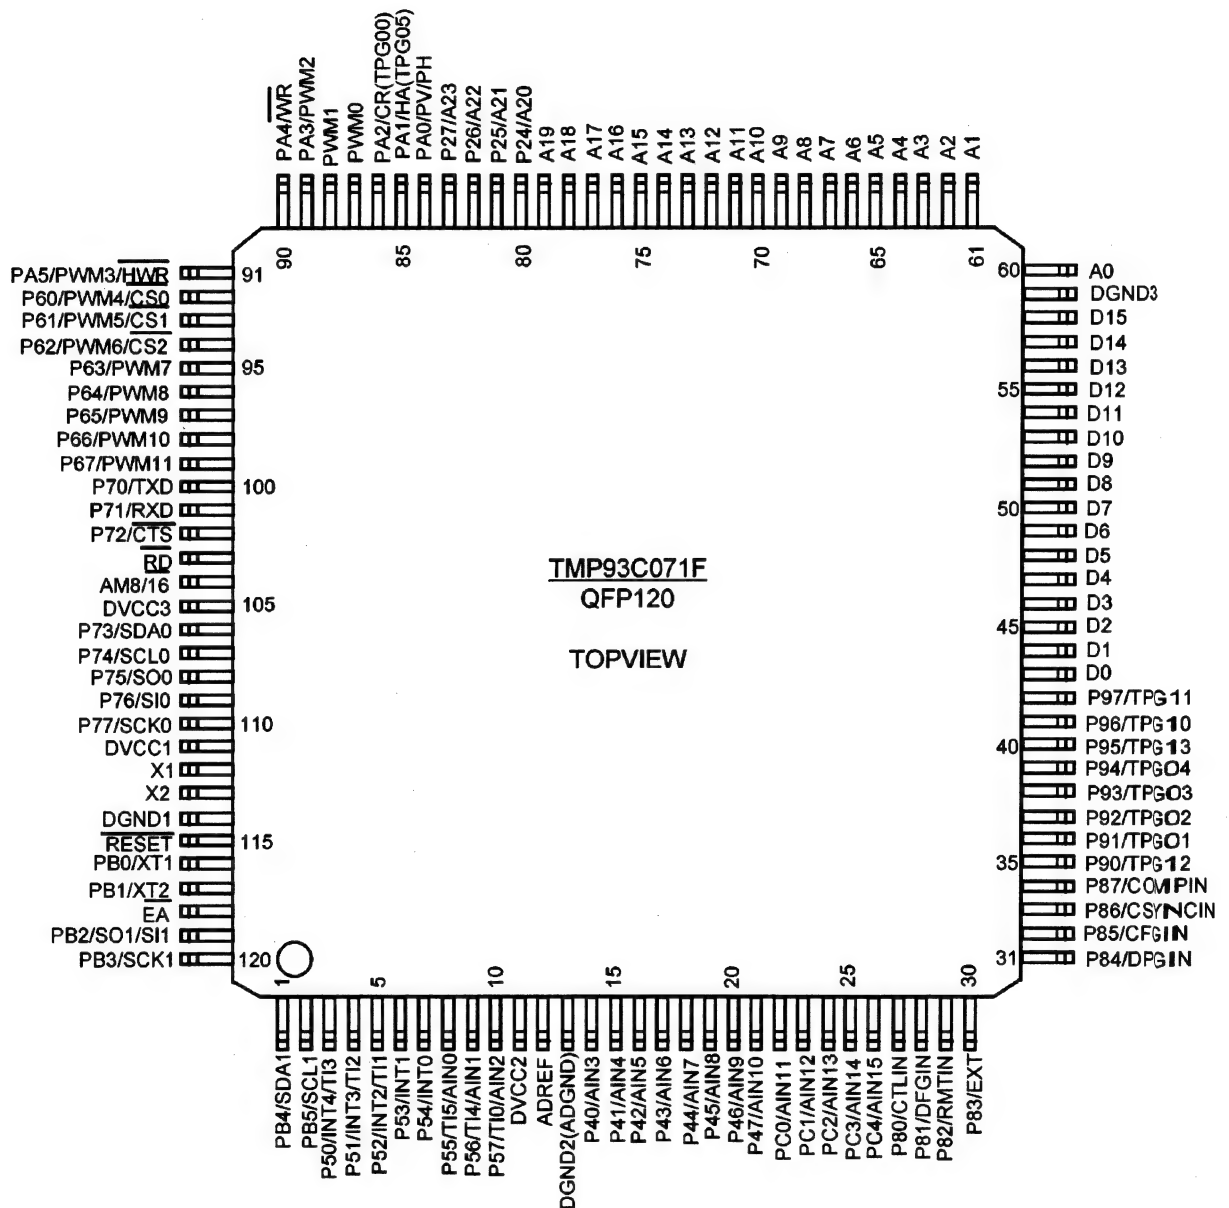 PA4/WR
PA3/PWM2
PWM1
PWM0
PA2/CR(TPG00)
PA1/HA(TPG05)
PA0/PV/PH
P27/A23
P26/A22
P25/A21
P24/A20
A19
A18
A17
A16
A15
A14
A13
A12
A11
A10
A9
A8
A7
A6
A5
A4
A3
A2
A1
90
85
80
75
70
65
61
PA5/PWM3/HWR 91
P60/PWM4/CS0
P61/PWM5/CS1
P62/PWM6/CS2
P63/PWM7 95
P64/PWM8
P65/PWM9
P66/PWM10
P67/PWM11
P70/TXD 100
P71/RXD
P72/CTS
RD
AM8/16
DVCC3 105
P73/SDA0
P74/SCL0
P75/SO0
P76/SI0
P77/SCK0 110
DVCC1
X1
X2
DGND1
RESET 115
PB0/XT1
PB1/XT2
EA
PB2/SO1/SI1
PB3/SCK1 120
TMP93C071F
QFP120
TOPVIEW
60 A0
DGND3
D15
D14
D13
55 D12
D11
D10
D9
D8
50 D7
D6
D5
D4
D3
45 D2
D1
D0
P97/TPG11
P96/TPG10
40 P95/TPG13
P94/TPGO4
P93/TPGO3
P92/TPGO2
P91/TPGO1
35 P90/TPG12
P87/COMPIN
P86/CSYNCIN
P85/CFGIN
31 P84/DPGIN
1
5
10
15
20
25
30
PB4/SDA1
PB5/SCL1
P50/INT4/TI3
P51/INT3/TI2
P52/INT2/TI1
P53/INT1
P54/INT0
P55/TI5/AIN0
P56/TI4/AIN1
P57/TI0/AIN2
DVCC2
ADREF
DGND2(ADGND)
P40/AIN3
P41/AIN4
P42/AIN5
P43/AIN6
P44/AIN7
P45/AIN8
P46/AIN9
P47/AIN10
PC0/AIN11
PC1/AIN12
PC2/AIN13
PC3/AIN14
PC4/AIN15
P80/CTLIN
P81/DFGIN
P82/RMTIN
P83/EXT